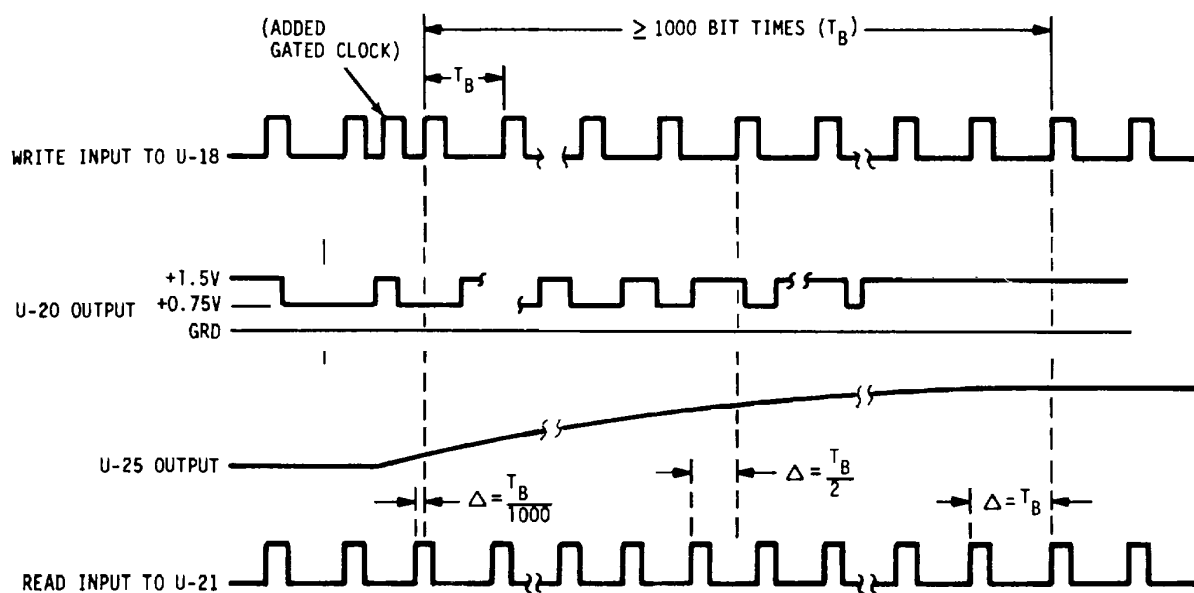 (ADDED
GATED CLOCK)
≥ 1000 BIT TIMES (T_B)
T_B
WRITE INPUT TO U-18
+1.5V
U-20 OUTPUT
+0.75V
GRD
U-25 OUTPUT
Δ = T_B/1000
Δ = T_B/2
Δ = T_B
READ INPUT TO U-21